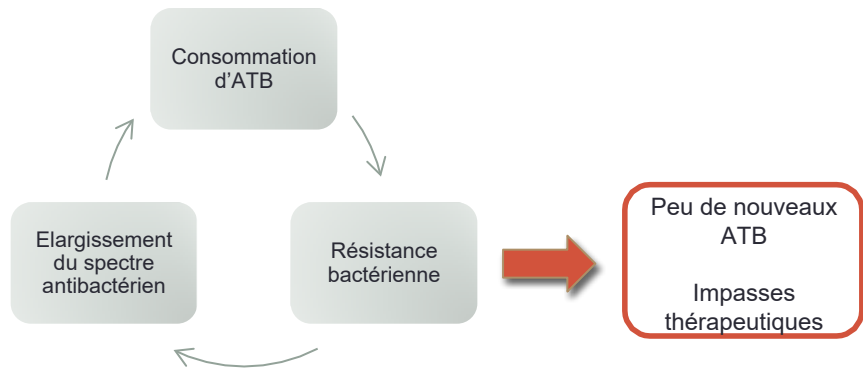 Consommation
d’ATB
Elargissement
du spectre
antibactérien
Résistance
bactérienne
Peu de nouveaux
ATB
Impasses
thérapeutiques